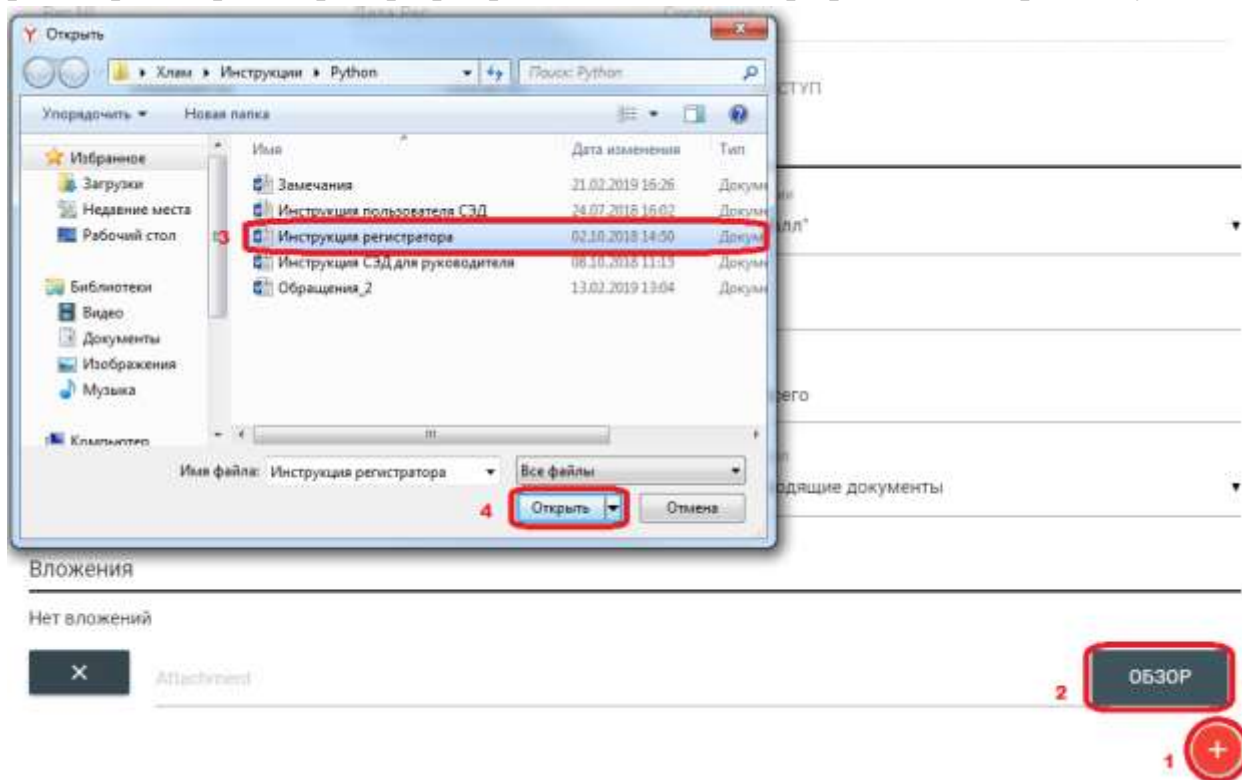 Открыть
Хлам ▸ Инструкции ▸ Python
Поиск: Python
СТУП
Упорядочить
Новая папка
Имя
Дата изменения
Тип
Избранное
Загрузки
Недавние места
Рабочий стол
Замечания 21.02.2019 16:26
Инструкция пользователя СЭД 24.07.2018 16:02
3 Инструкция регистратора 02.10.2018 14:50
Инструкция СЭД для руководителя 08.10.2018 11:15
Обращения_2 13.02.2019 13:04
Библиотеки
Видео
Документы
Изображения
Музыка
его
Компьютер
Имя файла: Инструкция регистратора
Все файлы
одящие документы
4 Открыть
Отмена
Вложения
Нет вложений
×
Attachment
2 ОБЗОР
1 +